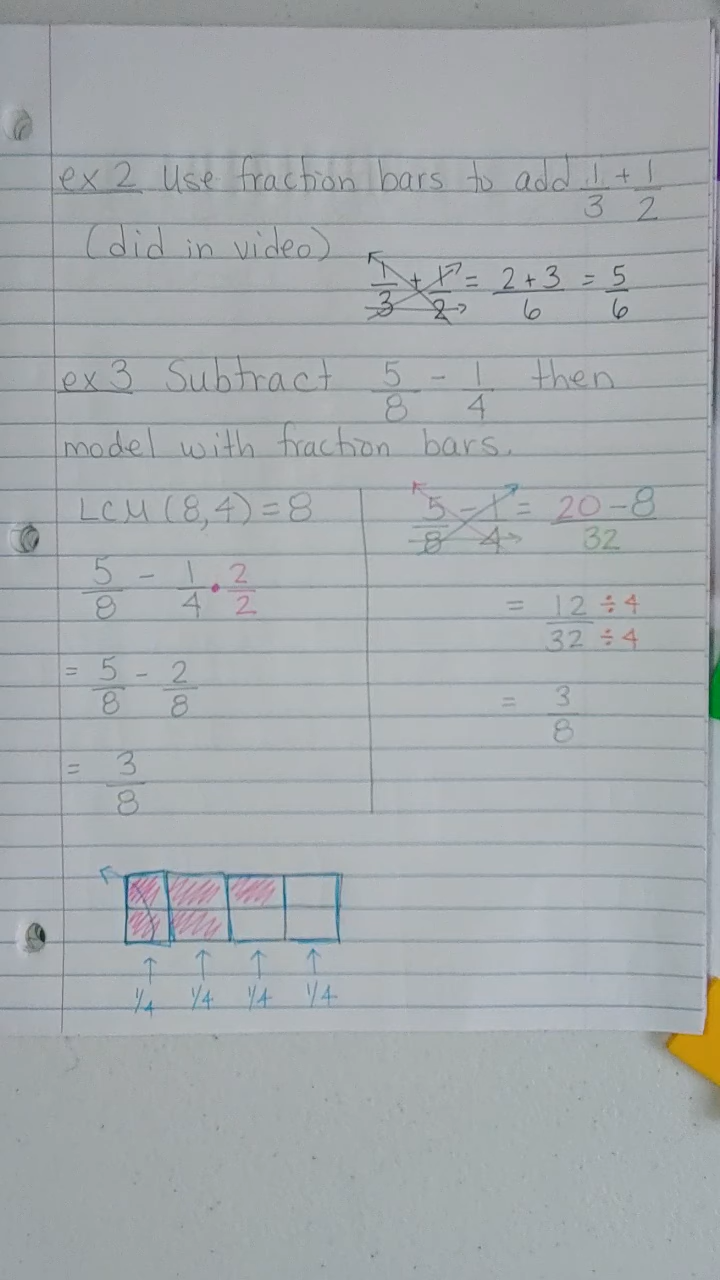 ex 2 Use fraction bars to add 1/3 + 1/2
(did in video)
1/3 + 1/2 = 2+3/6 = 5/6
ex 3 Subtract 5/8 - 1/4 then
model with fraction bars.
LCM (8,4) = 8
5/8 - 1/4 • 2/2
= 5/8 - 2/8
= 3/8
5/8 - 1/4 = 20-8/32
= 12÷4/32÷4
= 3/8
1/4 1/4 1/4 1/4